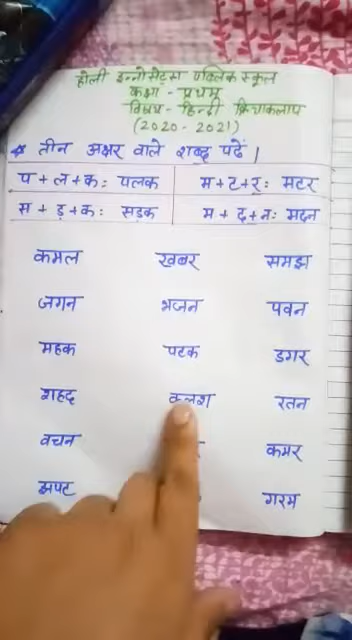 होली इन्नोसेन्ट्स पब्लिक स्कूल
कक्षा - प्रथम
विषय - हिन्दी क्रियाकलाप
(2020 - 2021)
* तीन अक्षर वाले शब्द पढ़ें |
प + ल + क : पलक म + ट + र : मटर
स + ड़ + क : सड़क म + द + न : मदन
कमल खबर समझ
जगन भजन पवन
महक पटक डगर
शहद कलश रतन
वचन कमर
झपट गरम